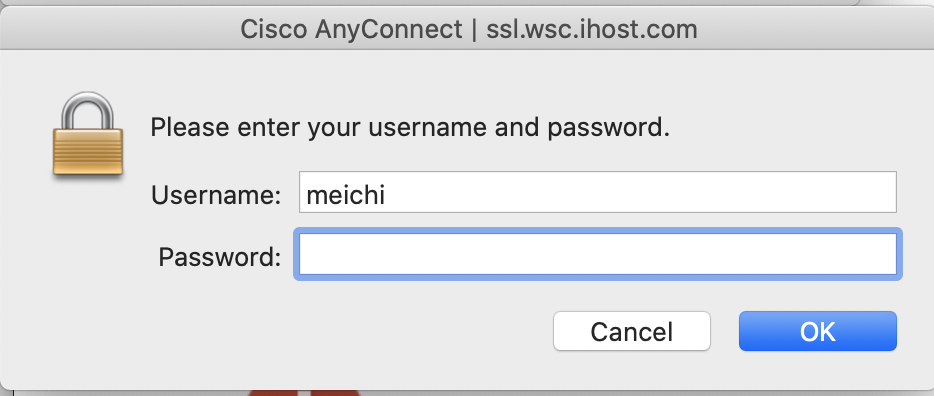 Cisco AnyConnect | ssl.wsc.ihost.com
Please enter your username and password.
Username: meichi
Password:
Cancel OK